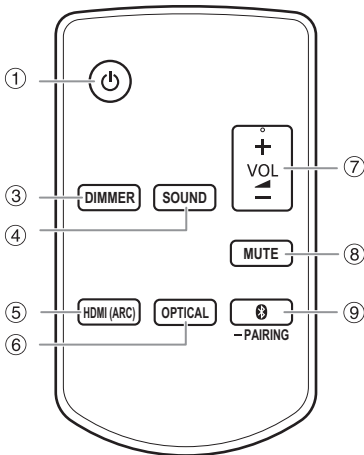 ①
+
VOL
−
⑦
③
DIMMER
SOUND
④
MUTE
⑧
⑤
HDMI (ARC)
OPTICAL
⑨
⑥
−PAIRING